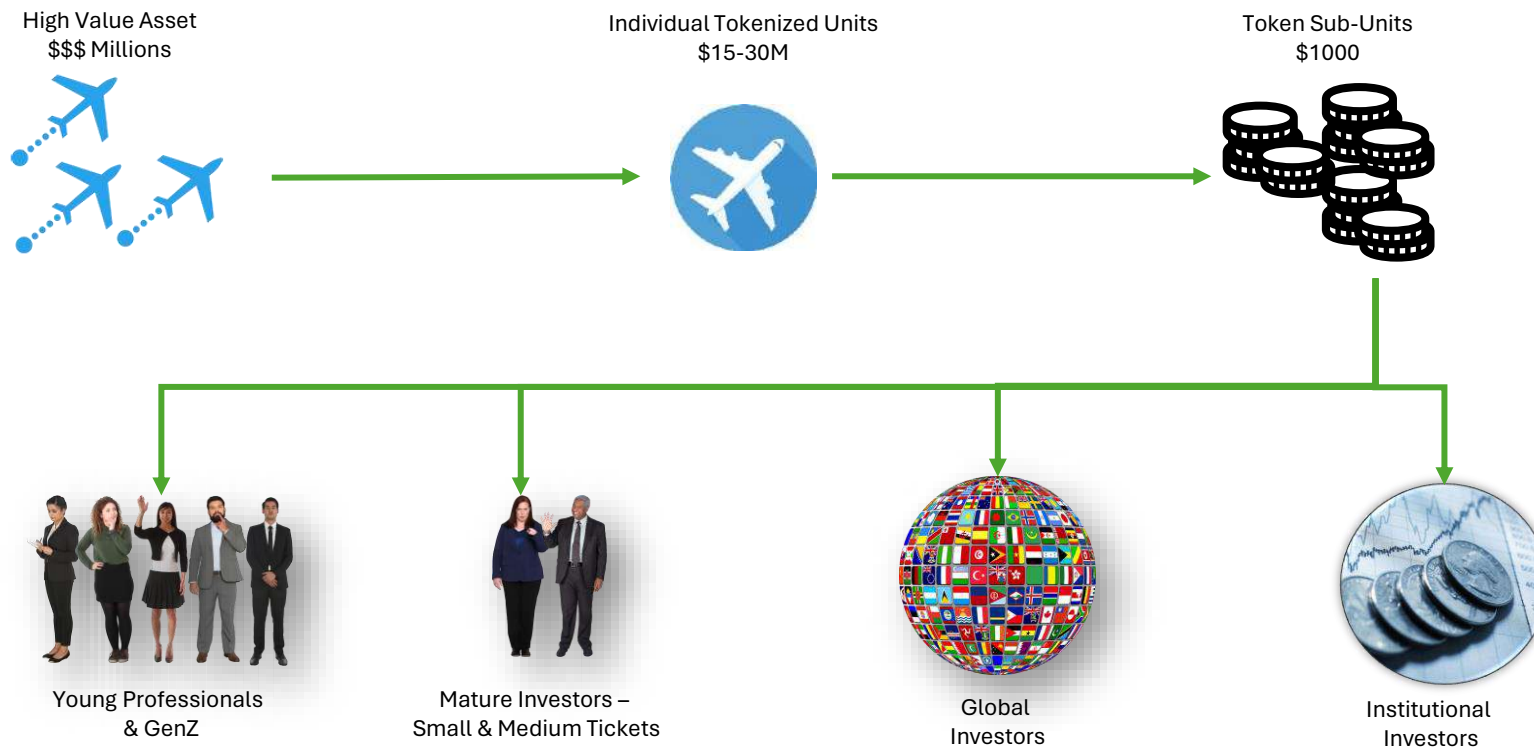 High Value Asset
$$$ Millions
Individual Tokenized Units
$15-30M
Token Sub-Units
$1000
Young Professionals
& GenZ
Mature Investors –
Small & Medium Tickets
Global
Investors
Institutional
Investors